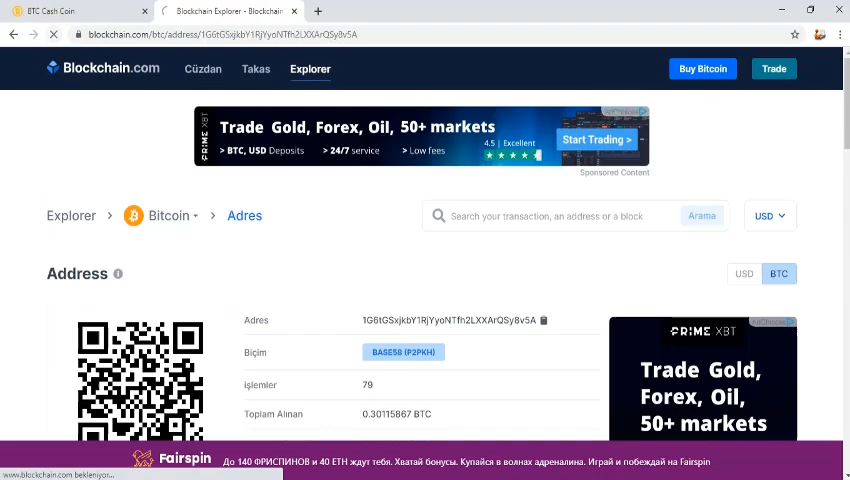 BTC Cash Coin
Blockchain Explorer - Blockchain
blockchain.com/btc/address/1G6tGSxjkbY1RjYyoNTfh2LXXArQSy8v5A
Blockchain.com Cüzdan Takas Explorer Buy Bitcoin Trade
PRIME XBT
Trade Gold, Forex, Oil, 50+ markets
> BTC, USD Deposits > 24/7 service > Low fees
4.5 | Excellent
Start Trading >
AdChoices
Sponsored Content
Explorer > Bitcoin > Adres
Search your transaction, an address or a block Arama USD
Address
USD BTC
Adres 1G6tGSxjkbY1RjYyoNTfh2LXXArQSy8v5A
Biçim BASE58 (P2PKH)
işlemler 79
Toplam Alınan 0.30115867 BTC
AdChoices
PRIME XBT
Trade Gold,
Forex, Oil,
50+ markets
Fairspin До 140 ФРИСПИНОВ и 40 ETH ждут тебя. Хватай бонусы. Купайся в волнах адреналина. Играй и побеждай на Fairspin
www.blockchain.com bekleniyor...